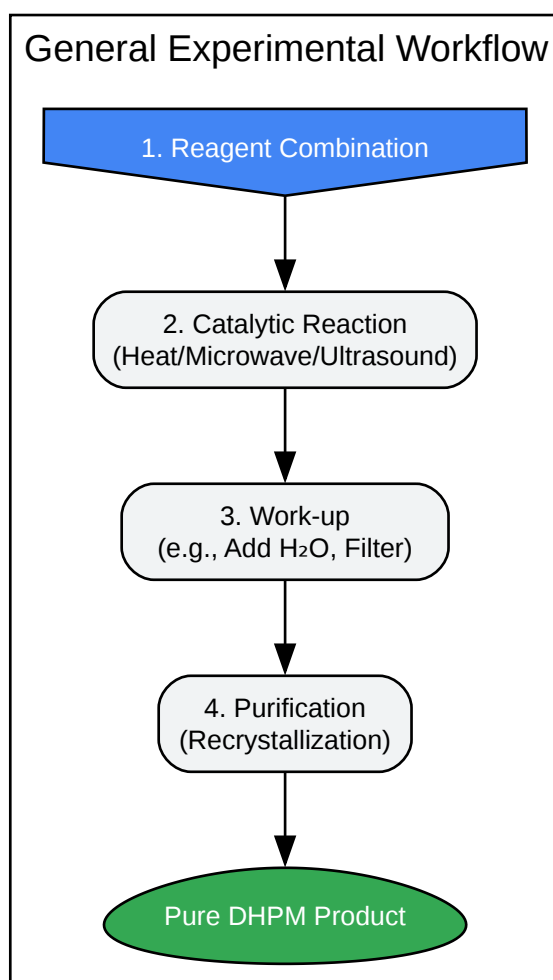 General Experimental Workflow
1. Reagent Combination
2. Catalytic Reaction
(Heat/Microwave/Ultrasound)
3. Work-up
(e.g., Add H₂O, Filter)
4. Purification
(Recrystallization)
Pure DHPM Product